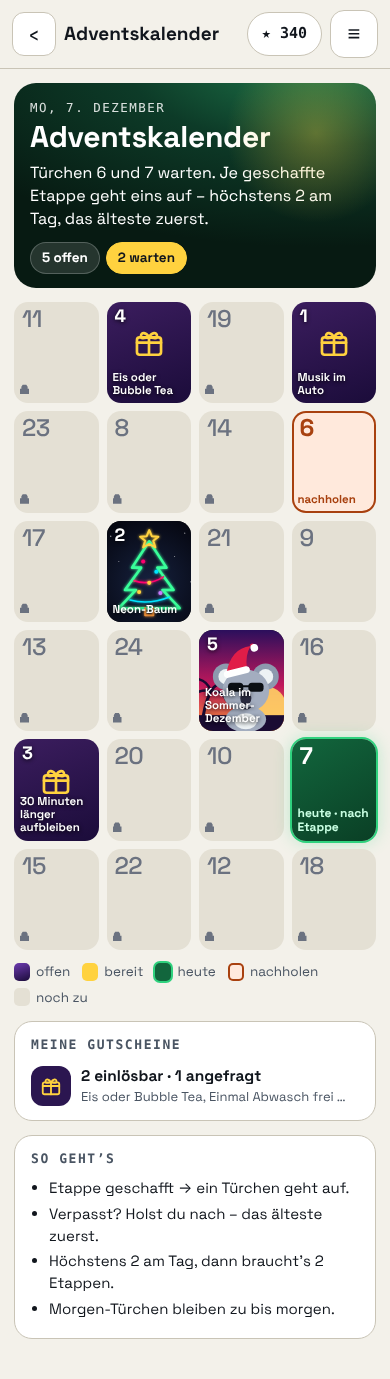 < Adventskalender ★ 340 ≡
MO, 7. DEZEMBER
Adventskalender
Türchen 6 und 7 warten. Je geschaffte
Etappe geht eins auf – höchstens 2 am
Tag, das älteste zuerst.
5 offen 2 warten
11
4
Eis oder
Bubble Tea
19
1
Musik im
Auto
23
8
14
6
nachholen
17
2
Neon-Baum
21
9
13
24
5
Koala im
Sommer-
Dezember
16
3
30 Minuten
länger
aufbleiben
20
10
7
heute · nach
Etappe
15
22
12
18
offen bereit heute nachholen
noch zu
MEINE GUTSCHEINE
2 einlösbar · 1 angefragt
Eis oder Bubble Tea, Einmal Abwasch frei …
SO GEHT’S
• Etappe geschafft → ein Türchen geht auf.
• Verpasst? Holst du nach – das älteste
zuerst.
• Höchstens 2 am Tag, dann braucht’s 2
Etappen.
• Morgen-Türchen bleiben zu bis morgen.